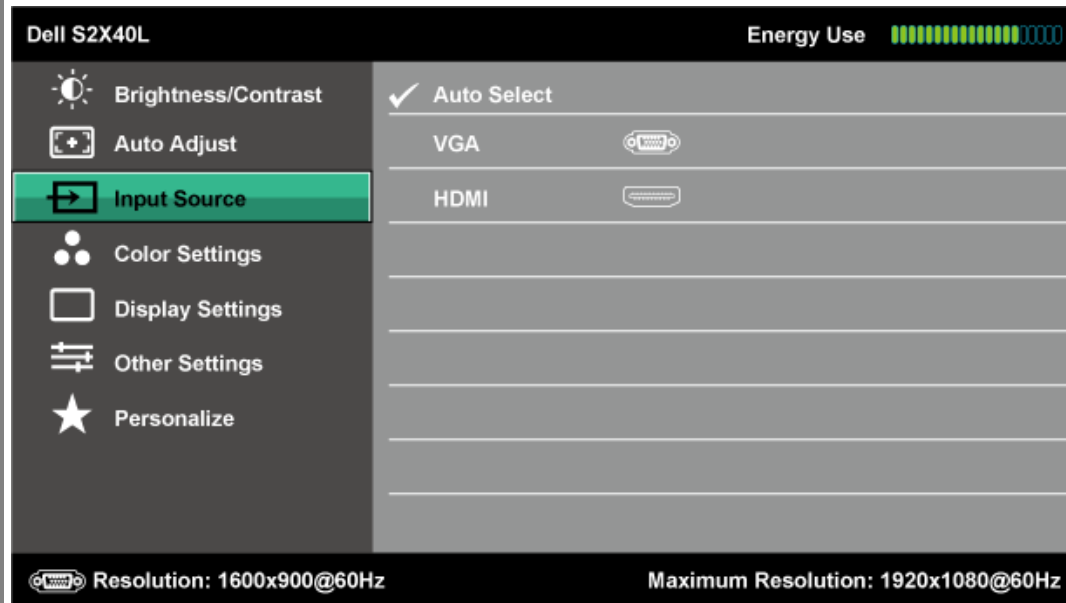 Dell S2X40L Energy Use
Brightness/Contrast
Auto Adjust
Input Source
Color Settings
Display Settings
Other Settings
Personalize
Auto Select
VGA
HDMI
Resolution: 1600x900@60Hz Maximum Resolution: 1920x1080@60Hz